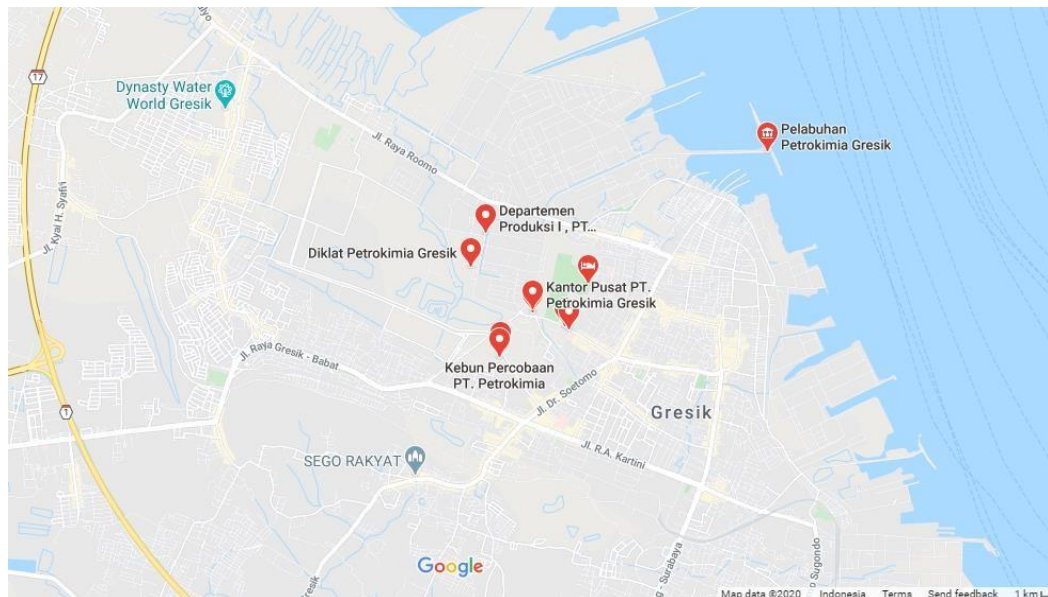 17
Dynasty Water
World Gresik
Jl. Raya Roomo
Pelabuhan
Petrokimia Gresik
Jl. Kyai H. Syafi'i
Departemen
Produksi I , PT...
Diklat Petrokimia Gresik
Kantor Pusat PT.
Petrokimia Gresik
Jl. Raya Gresik - Babat
Kebun Percobaan
PT. Petrokimia
Jl. Dr. Soetomo
1
Gresik
Jl. R.A. Kartini
SEGO RAKYAT
Google
Map data ©2020 Indonesia Terms Send feedback 1 km